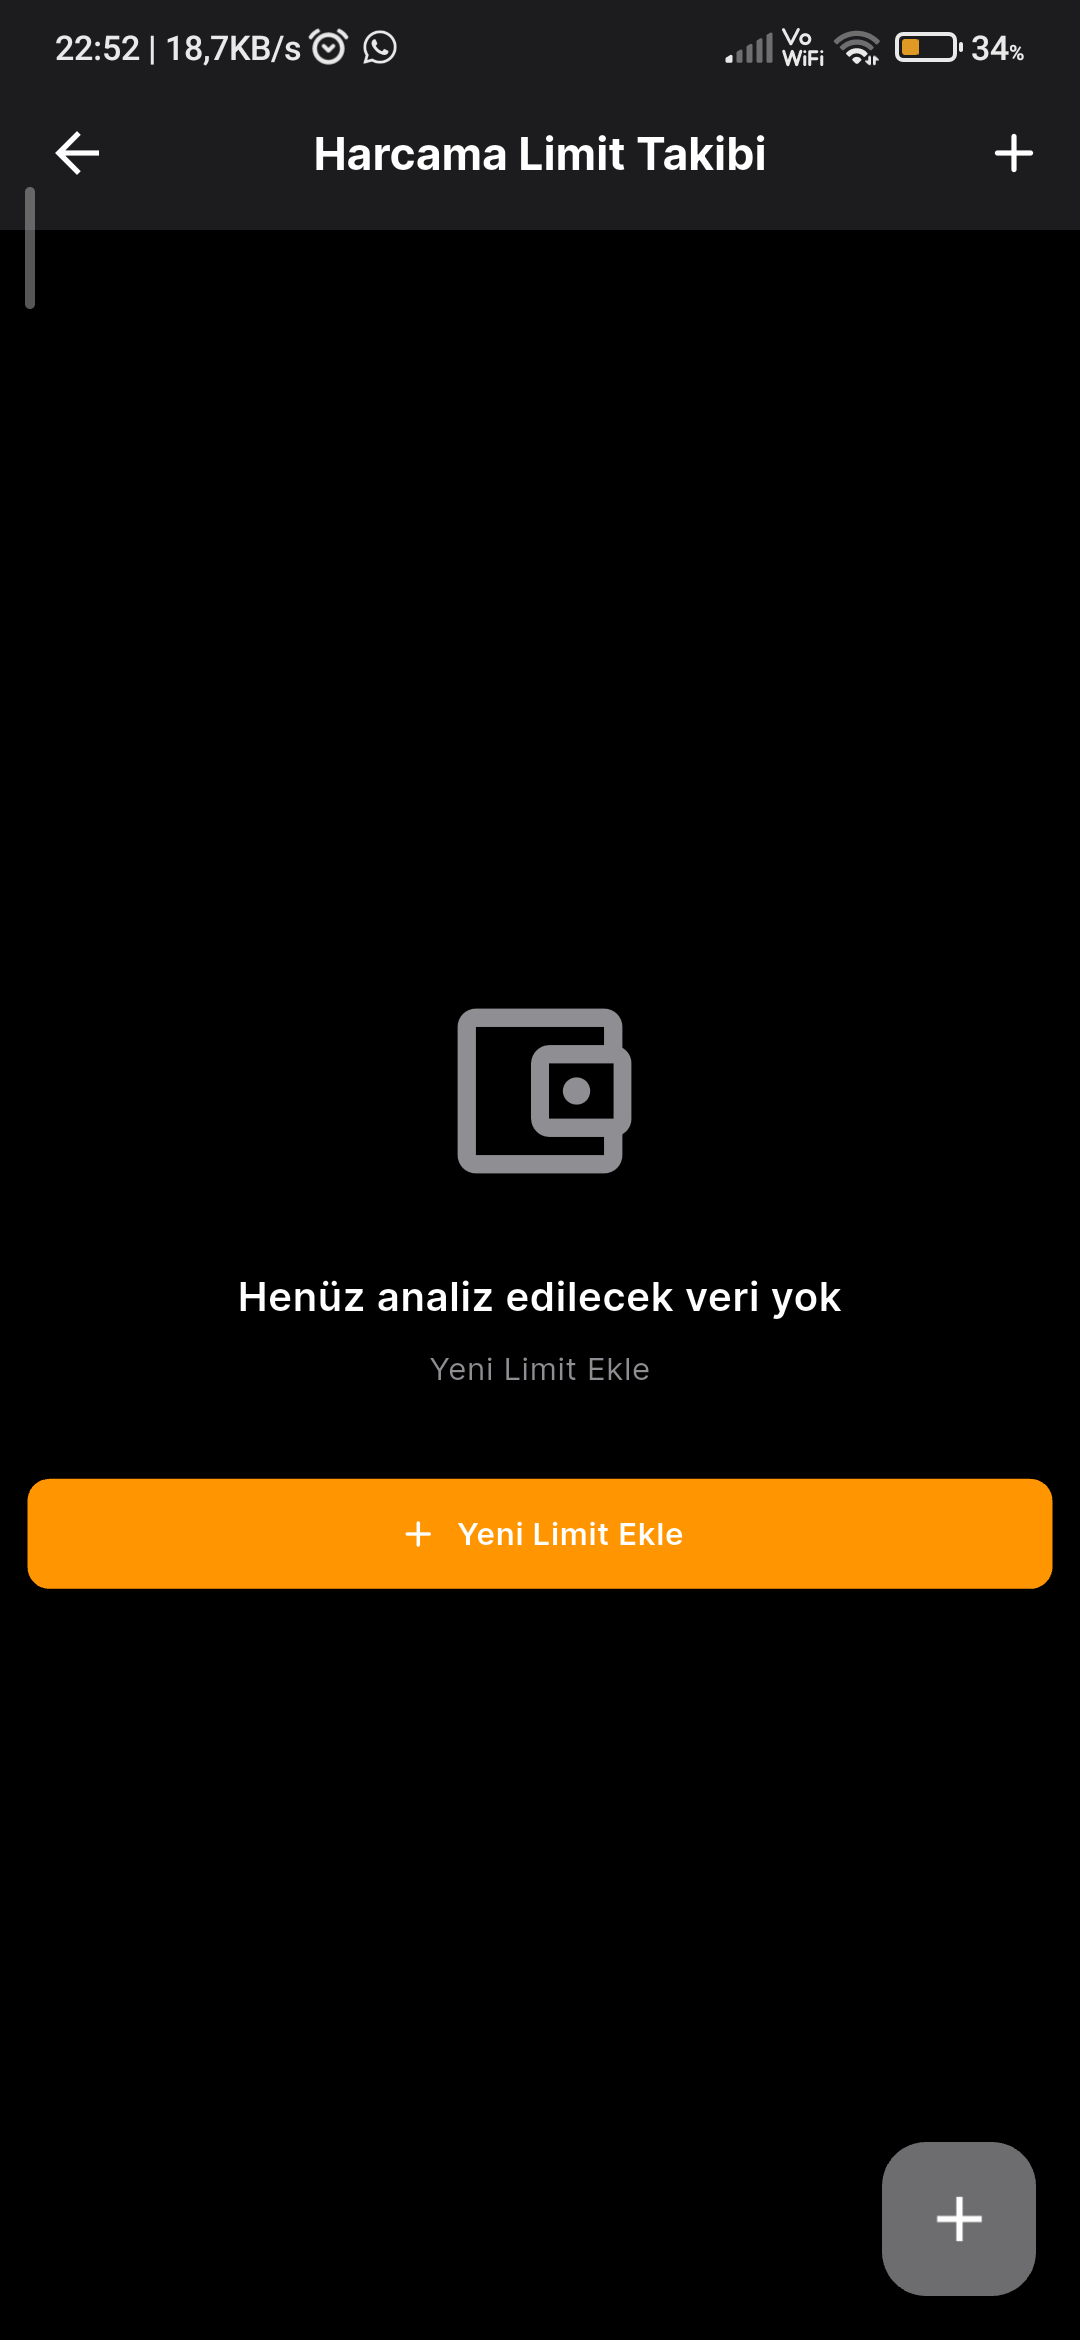 22:52 | 18,7KB/s Vo WiFi 34%
Harcama Limit Takibi
Henüz analiz edilecek veri yok
Yeni Limit Ekle
+ Yeni Limit Ekle